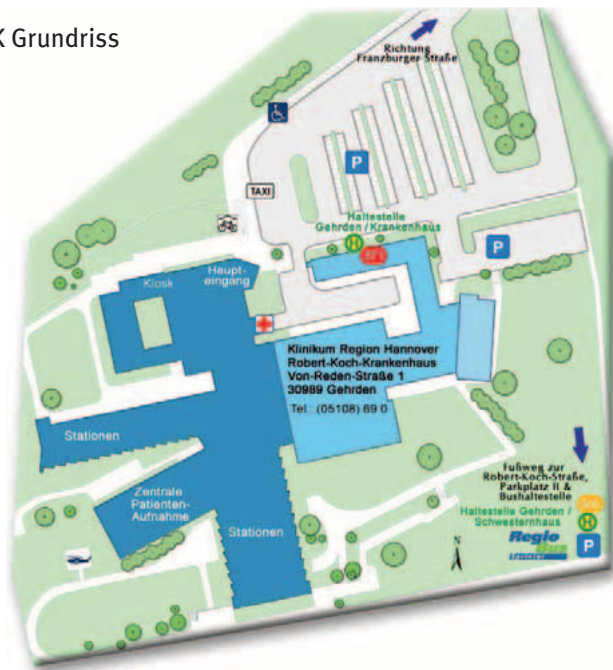 K Grundriss
Richtung
Franzburger Straße
P
TAXI
Haltestelle
Gehrden / Krankenhaus
H
P
Haupt-
eingang
Kiosk
Klinikum Region Hannover
Robert-Koch-Krankenhaus
Von-Reden-Straße 1
30989 Gehrden
Tel.: (05108) 69 0
Stationen
Zentrale
Patienten-
Aufnahme
Stationen
Fußweg zur
Robert-Koch-Straße,
Parkplatz II &
Bushaltestelle
Haltestelle Gehrden /
Schwesternhaus
H
Regio
Bus
P
N